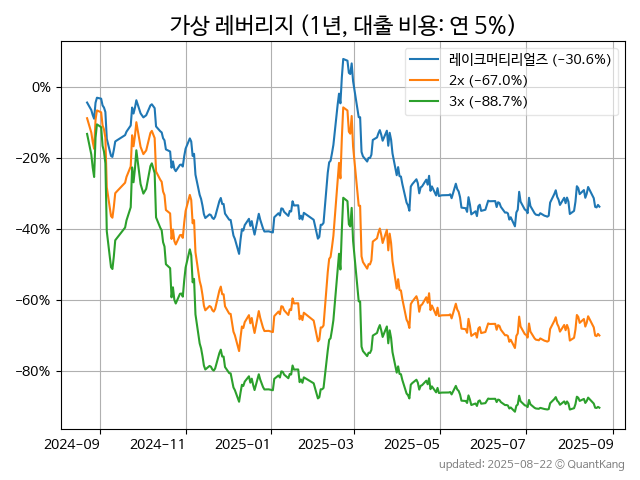 가상 레버리지 (1년, 대출 비용: 연 5%)
레이크머티리얼즈 (−30.6%)
2x (−67.0%)
3x (−88.7%)
0%
−20%
−40%
−60%
−80%
2024-09 2024-11 2025-01 2025-03 2025-05 2025-07 2025-09
updated: 2025-08-22 © QuantKang